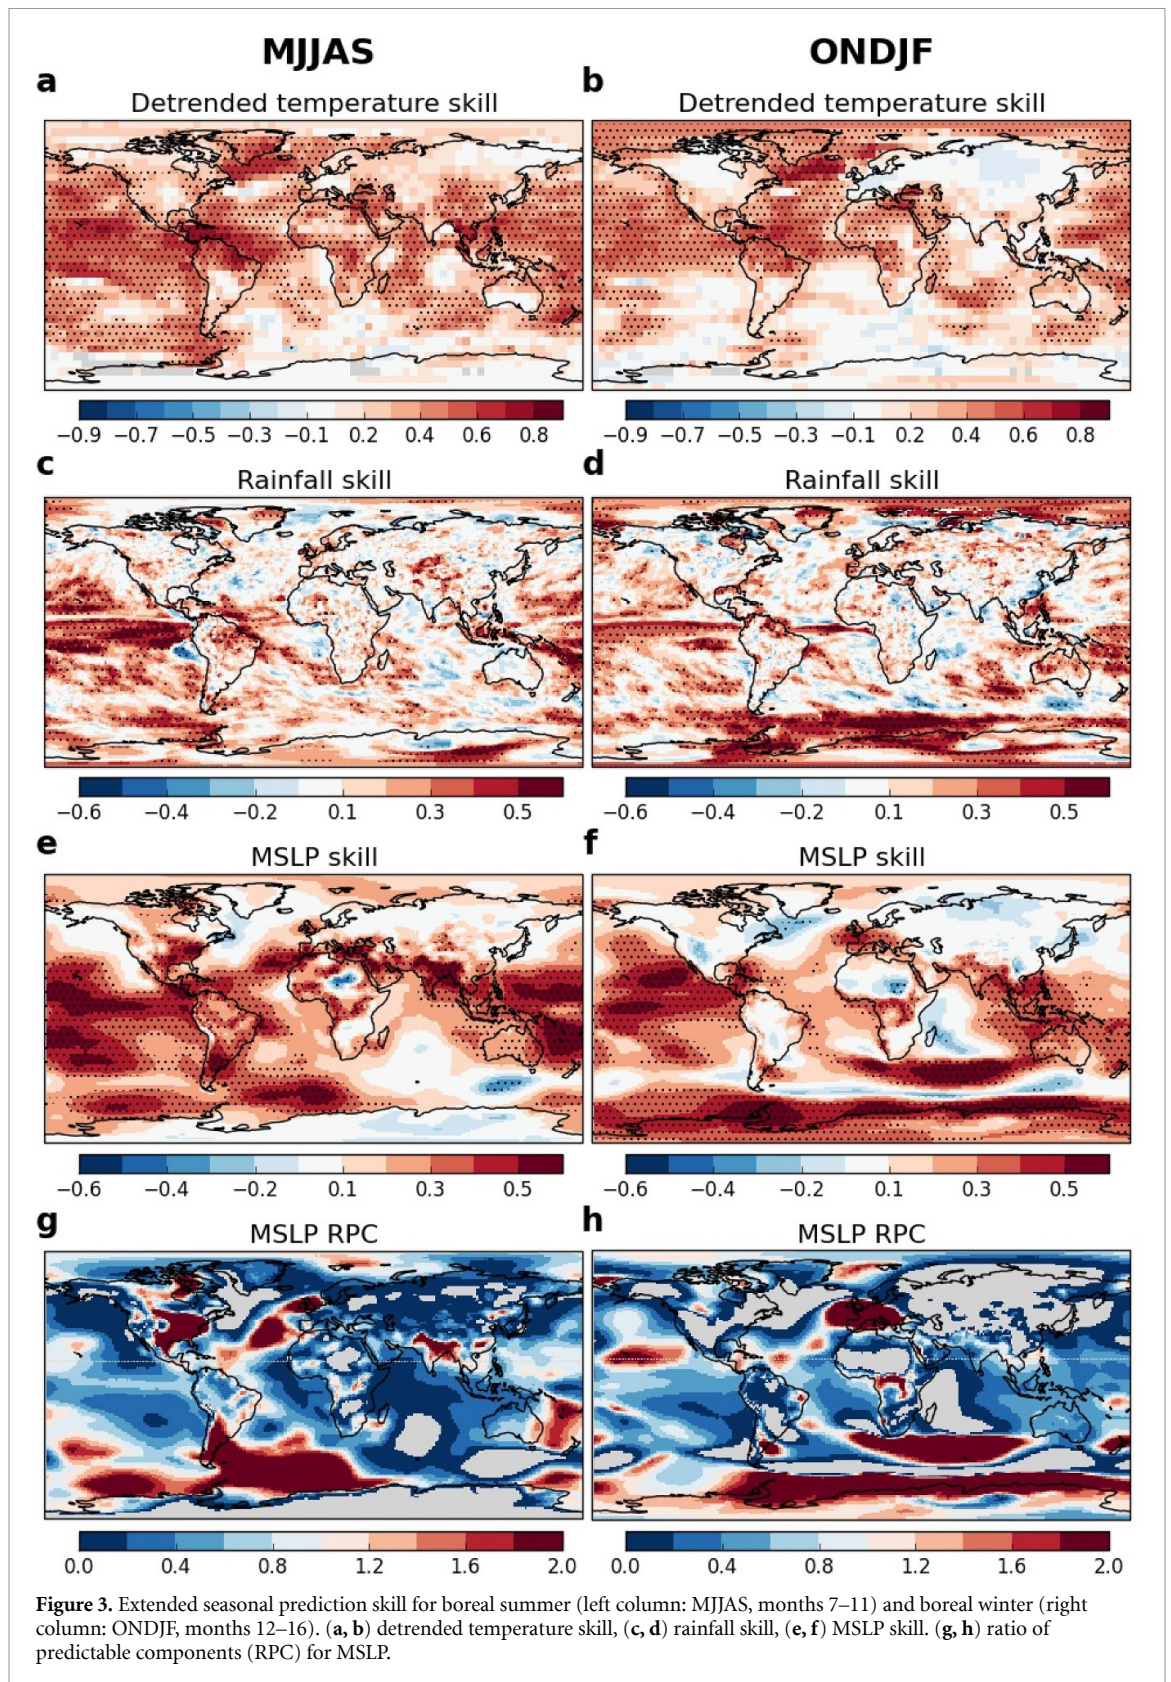 MJJAS
ONDJF
a
Detrended temperature skill
b
Detrended temperature skill
−0.9 −0.7 −0.5 −0.3 −0.1 0.2 0.4 0.6 0.8
−0.9 −0.7 −0.5 −0.3 −0.1 0.2 0.4 0.6 0.8
c
Rainfall skill
d
Rainfall skill
−0.6 −0.4 −0.2 0.1 0.3 0.5
−0.6 −0.4 −0.2 0.1 0.3 0.5
e
MSLP skill
f
MSLP skill
−0.6 −0.4 −0.2 0.1 0.3 0.5
−0.6 −0.4 −0.2 0.1 0.3 0.5
g
MSLP RPC
h
MSLP RPC
0.0 0.4 0.8 1.2 1.6 2.0
0.0 0.4 0.8 1.2 1.6 2.0
Figure 3. Extended seasonal prediction skill for boreal summer (left column: MJJAS, months 7–11) and boreal winter (right
column: ONDJF, months 12–16). (a, b) detrended temperature skill, (c, d) rainfall skill, (e, f) MSLP skill. (g, h) ratio of
predictable components (RPC) for MSLP.